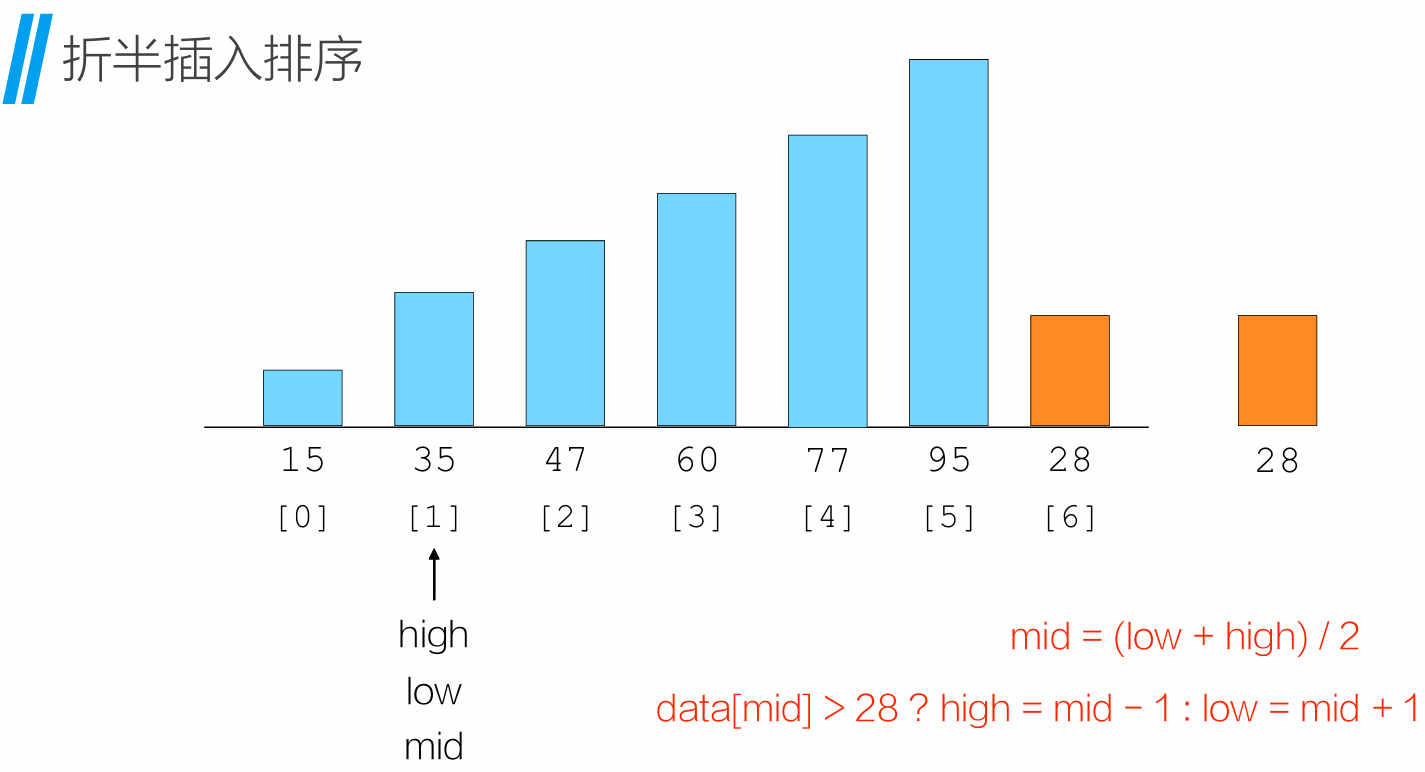 折半插入排序
15 35 47 60 77 95 28 28
[0] [1] [2] [3] [4] [5] [6]
high
mid = (low + high) / 2
low
data[mid] > 28 ? high = mid - 1 : low = mid + 1
mid